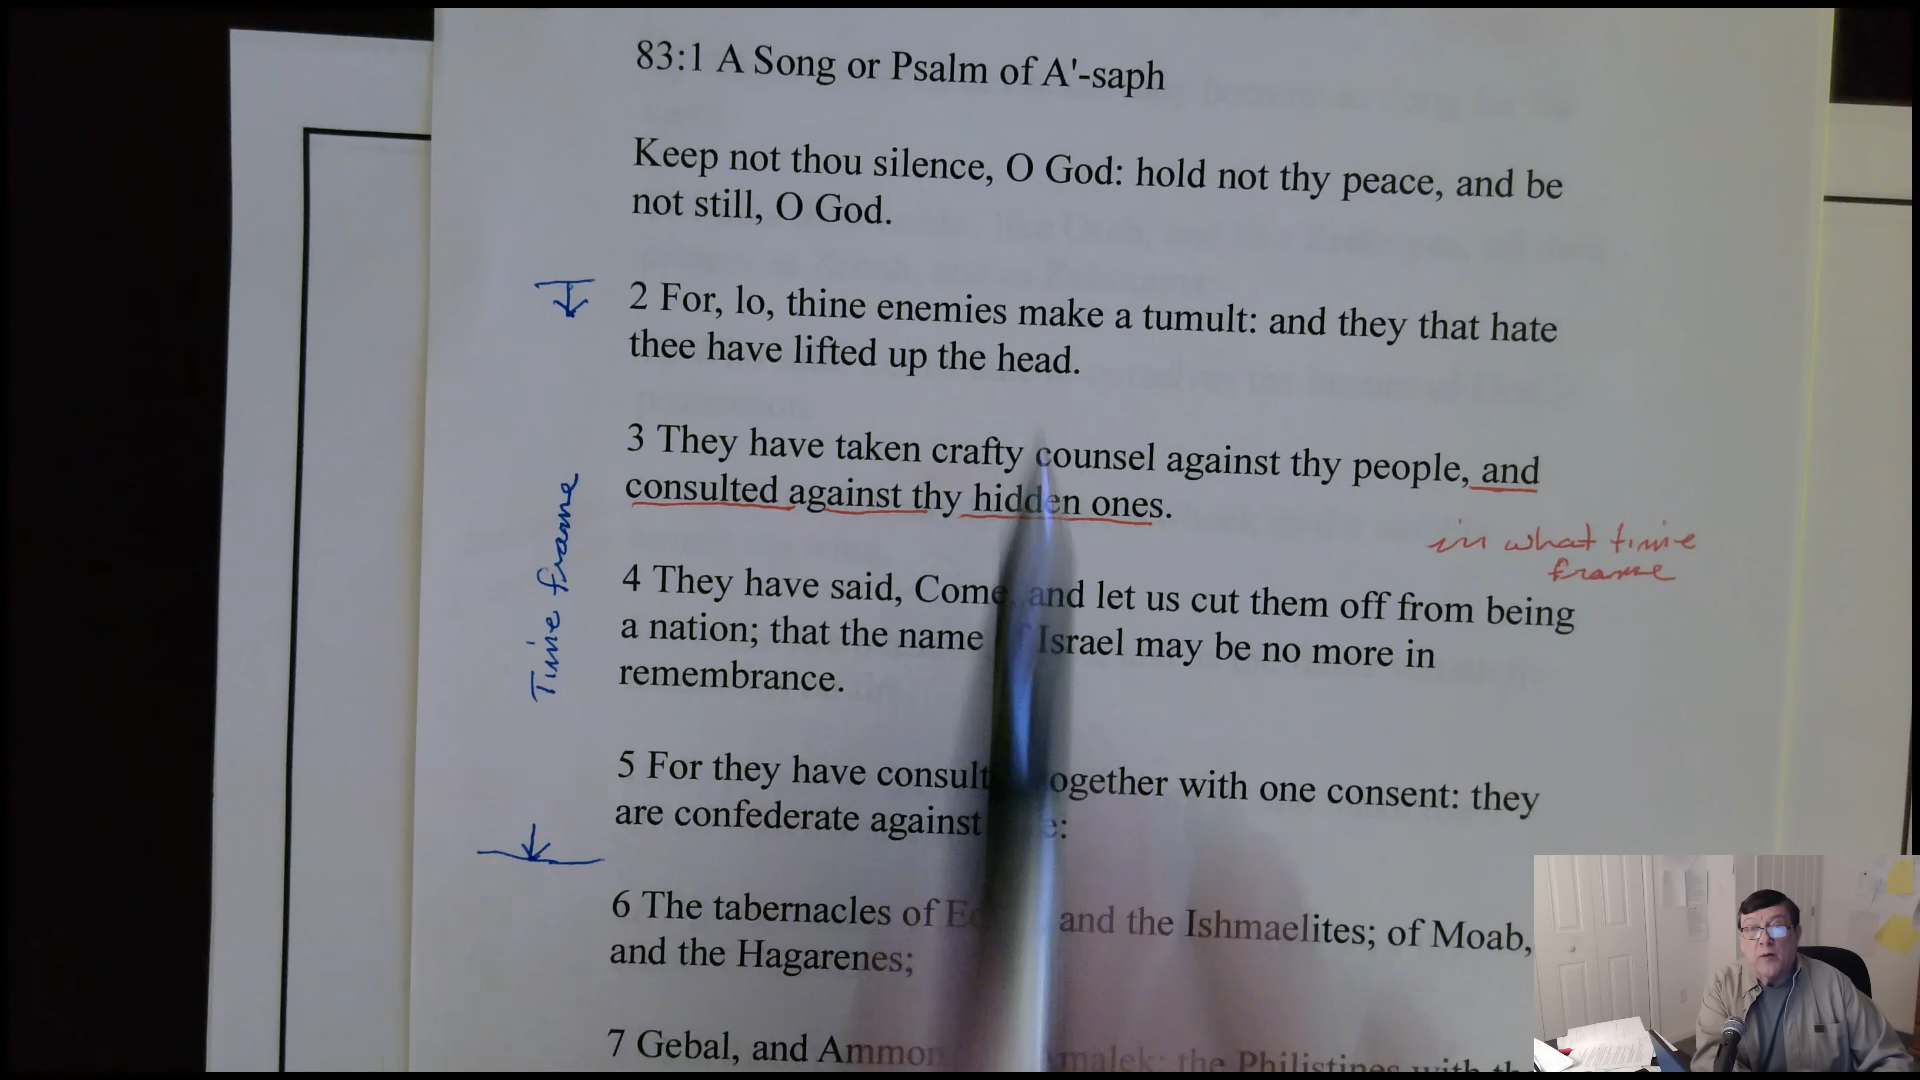 83:1 A Song or Psalm of A'-saph
Keep not thou silence, O God: hold not thy peace, and be
not still, O God.
2 For, lo, thine enemies make a tumult: and they that hate
thee have lifted up the head.
3 They have taken crafty counsel against thy people, and
consulted against thy hidden ones.
in what time
frame
Time frame
4 They have said, Come, and let us cut them off from being
a nation; that the name Israel may be no more in
remembrance.
5 For they have consult together with one consent: they
are confederate against
6 The tabernacles of and the Ishmaelites; of Moab,
and the Hagarenes;
7 Gebal, and Ammon Amalek; the Philistines with